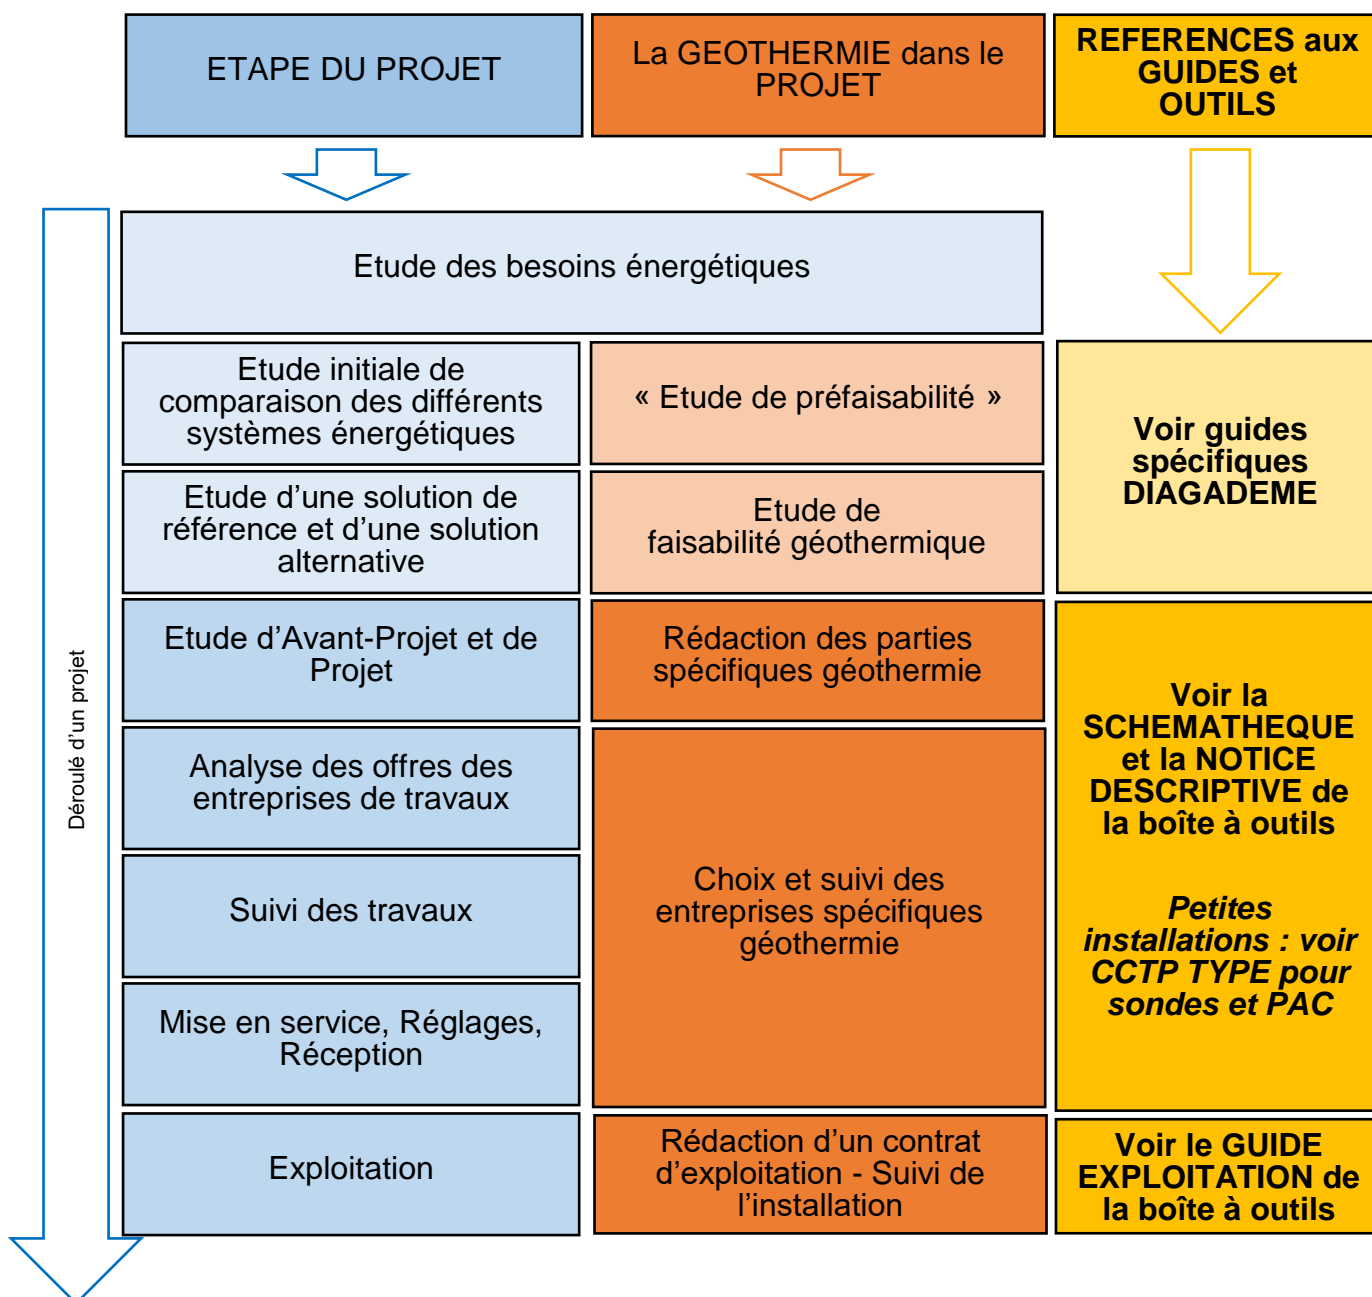 ETAPE DU PROJET
La GEOTHERMIE dans le
PROJET
REFERENCES aux
GUIDES et
OUTILS
Déroulé d’un projet
Etude des besoins énergétiques
Etude initiale de
comparaison des différents
systèmes énergétiques
« Etude de préfaisabilité »
Voir guides
spécifiques
DIAGADEME
Etude d’une solution de
référence et d’une solution
alternative
Etude de
faisabilité géothermique
Etude d’Avant-Projet et de
Projet
Rédaction des parties
spécifiques géothermie
Voir la
SCHEMATHEQUE
et la NOTICE
DESCRIPTIVE de
la boîte à outils
Petites
installations : voir
CCTP TYPE pour
sondes et PAC
Analyse des offres des
entreprises de travaux
Choix et suivi des
entreprises spécifiques
géothermie
Suivi des travaux
Mise en service, Réglages,
Réception
Exploitation
Rédaction d’un contrat
d’exploitation - Suivi de
l’installation
Voir le GUIDE
EXPLOITATION de
la boîte à outils